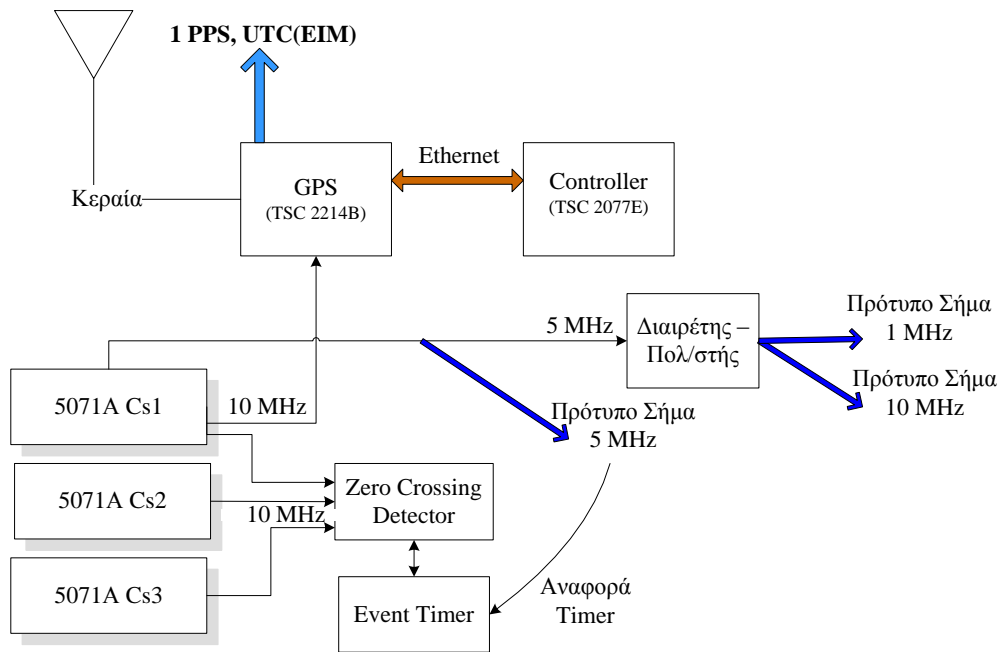 1 PPS, UTC(EIM)
Κεραία
GPS
(TSC 2214B)
Ethernet
Controller
(TSC 2077E)
5 MHz
Διαιρέτης –
Πολ/στής
Πρότυπο Σήμα
1 MHz
Πρότυπο Σήμα
10 MHz
Πρότυπο Σήμα
5 MHz
5071A Cs1
10 MHz
5071A Cs2
10 MHz
5071A Cs3
Zero Crossing
Detector
Event Timer
Αναφορά
Timer